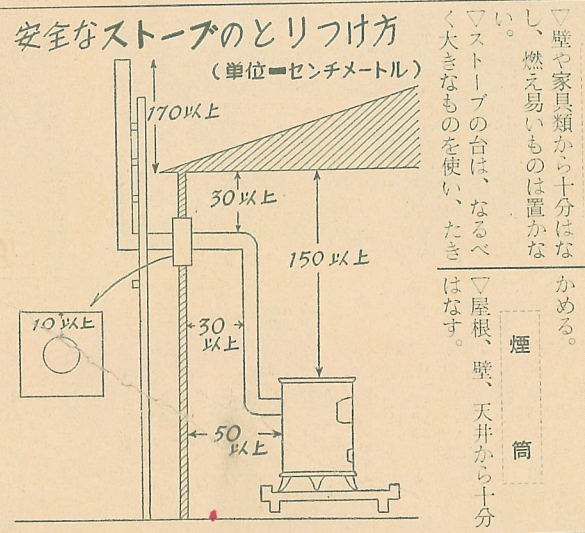 安全なストーブのとりつけ方
（単位＝センチメートル）
170以上
30以上
150以上
10以上
30
以上
50
以上
▽壁や家具類から十分はな
し、燃え易いものは置かな
い。
▽ストーブの台は、なるべ
く大きなものを使い、たき
かめる。
煙筒
▽屋根、壁、天井から十分
はなす。